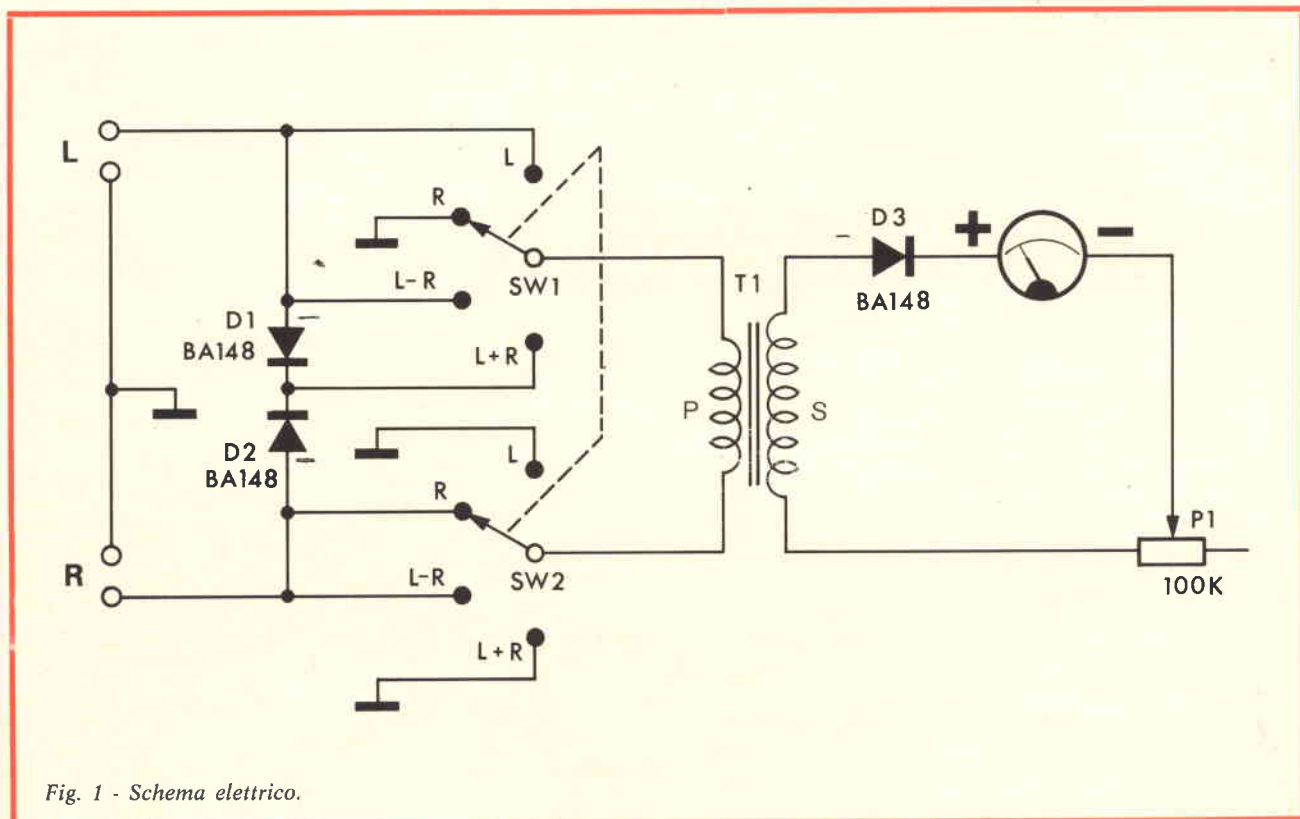 L
R
L
R
SW1
L-R
L+R
D1
BA148
D2
BA148
L
R
SW2
L-R
L+R
P
S
T1
D3
BA148
+
−
P1
100K
Fig. 1 - Schema elettrico.